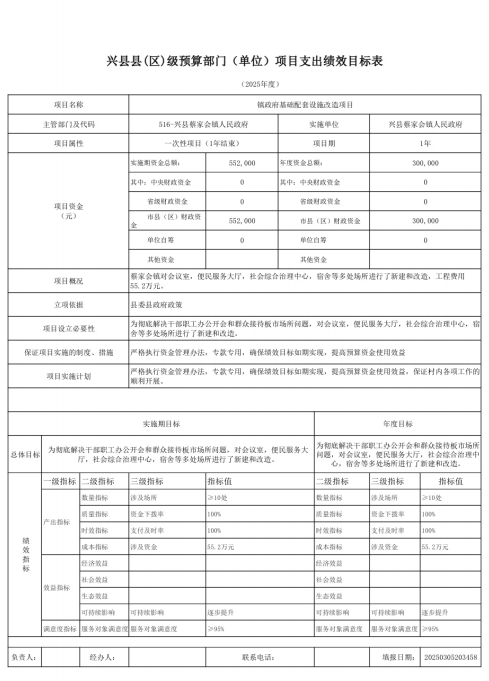 兴县县(区)级预算部门（单位）项目支出绩效目标表
（2025年度）
项目名称 镇政府基础配套设施改造项目
主管部门及代码 516-兴县蔡家会镇人民政府 实施单位 兴县蔡家会镇人民政府
项目属性 一次性项目（1年结束） 项目期 1年
项目资金
（元）
实施期资金总额： 552,000 年度资金总额： 300,000
其中：中央财政资金 0 其中：中央财政资金 0
省级财政资金 0 省级财政资金 0
市县（区）财政资
金 552,000 市县（区）财政资金 300,000
单位自筹 0 单位自筹 0
其他资金 其他资金
项目概况 蔡家会镇对会议室，便民服务大厅，社会综合治理中心，宿舍等多处场所进行了新建和改造，工程费用
55.2万元。
立项依据 县委县政府政策
项目设立必要性 为彻底解决干部职工办公开会和群众接待板市场所问题，对会议室，便民服务大厅，社会综合治理中心，宿
舍等多处场所进行了新建和改造。
保证项目实施的制度、措施 严格执行资金管理办法，专款专用，确保绩效目标如期实现，提高预算资金使用效益
项目实施计划 严格执行资金管理办法，专款专用，确保绩效目标如期实现，提高预算资金使用效益，保证村内各项工作的
顺利开展。
实施期目标 年度目标
总体目标 为彻底解决干部职工办公开会和群众接待板市场所问题，对会议室，便民服务大
厅，社会综合治理中心，宿舍等多处场所进行了新建和改造。
为彻底解决干部职工办公开会和群众接待板市场所
问题，对会议室，便民服务大厅，社会综合治理中
心，宿舍等多处场所进行了新建和改造。
绩
效
指
标
一级指标 二级指标 三级指标 指标值 二级指标 三级指标 指标值
产出指标
数量指标 涉及场所 ≥10处 数量指标 涉及场所 ≥10处
质量指标 资金下拨率 100% 质量指标 资金下拨率 100%
时效指标 支付及时率 100% 时效指标 支付及时率 100%
成本指标 涉及资金 55.2万元 成本指标 涉及资金 55.2万元
效益指标
经济效益 经济效益
社会效益 社会效益
生态效益 生态效益
可持续影响 可持续影响 逐步提升 可持续影响 可持续影响 逐步提升
满意度指标 服务对象满意度 服务对象满意度 ≥95% 服务对象满意度 服务对象满意度 ≥95%
负责人： 经办人： 联系电话： 填报日期： 20250305203458